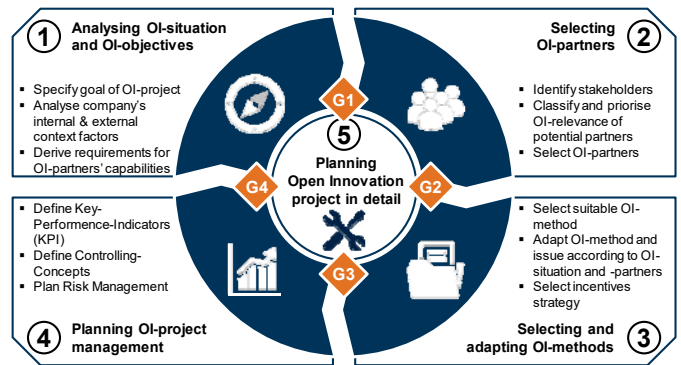 1
Analysing OI-situation
and OI-objectives
▪ Specify goal of OI-project
▪ Analyse company's
internal & external
context factors
▪ Derive requirements for
OI-partners' capabilities
Selecting
OI-partners
2
▪ Identify stakeholders
▪ Classify and priorise
OI-relevance of
potential partners
▪ Select OI-partners
G1
5
Planning
Open Innovation
project in detail
G4
G2
G3
▪ Define Key-
Performence-Indicators
(KPI)
▪ Define Controlling-
Concepts
▪ Plan Risk Management
4
Planning OI-project
management
▪ Select suitable OI-
method
▪ Adapt OI-method and
issue according to OI-
situation and -partners
▪ Select incentives
strategy
Selecting and
adapting OI-methods
3